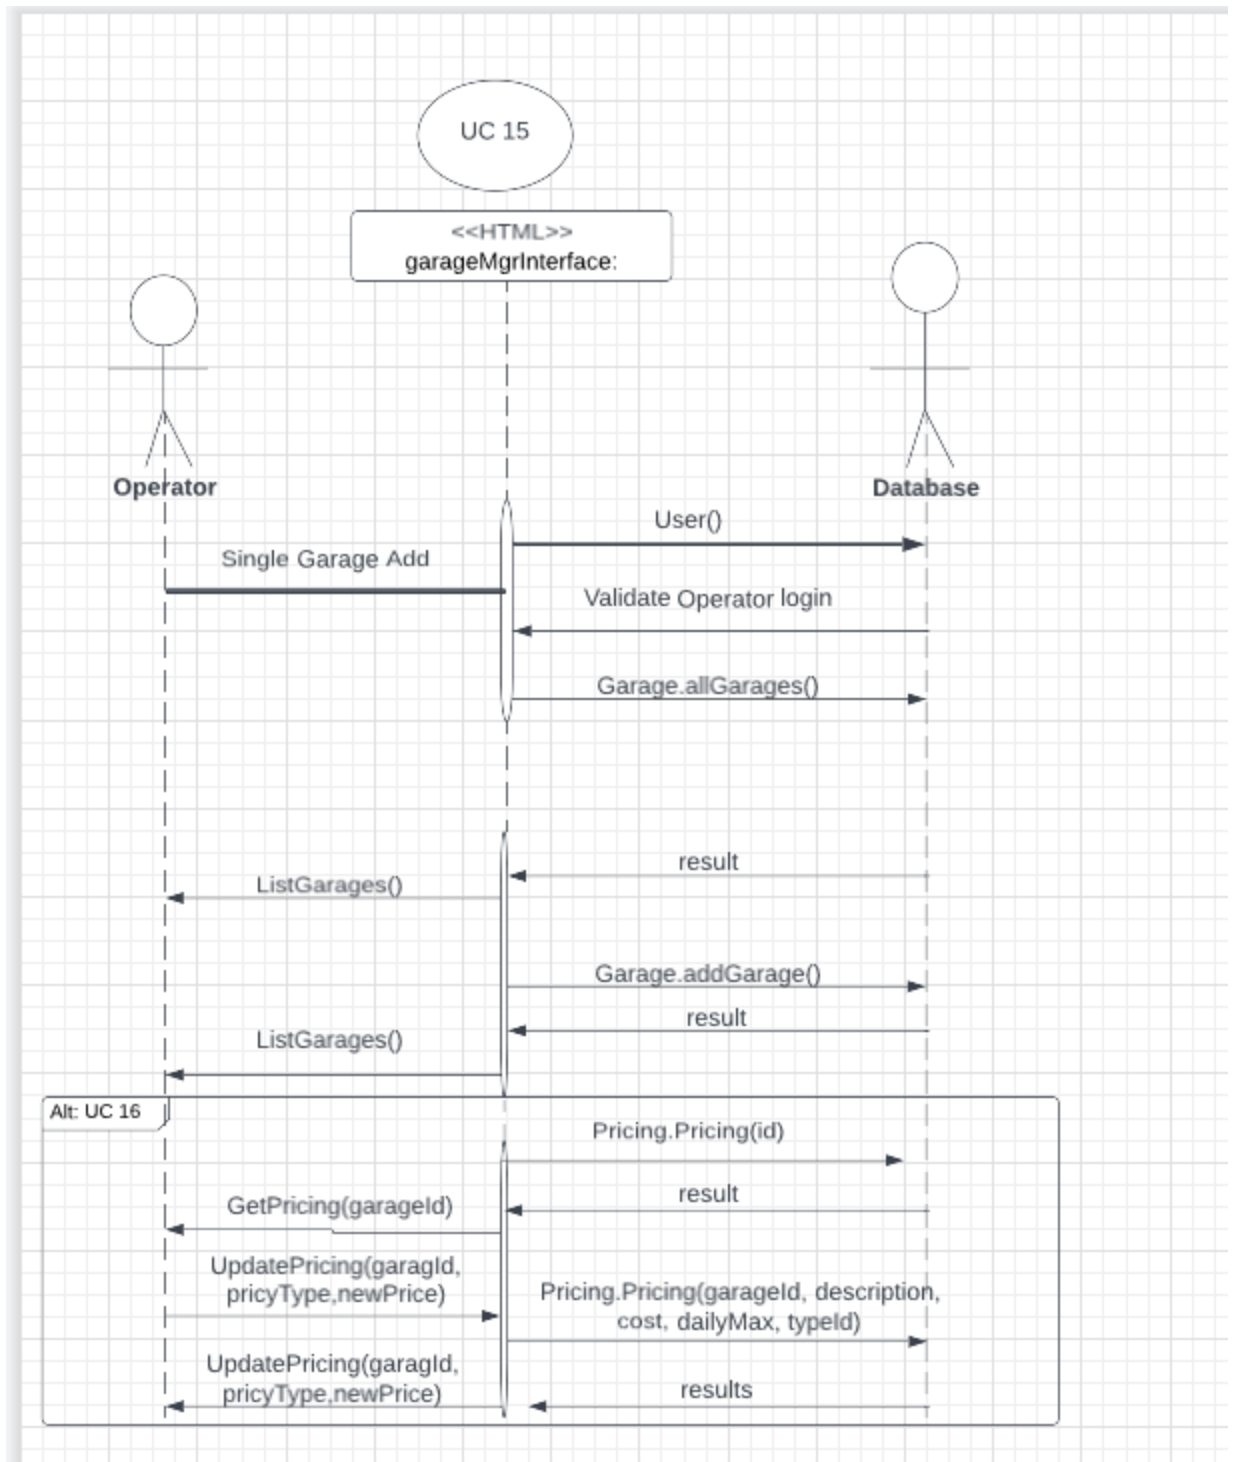 UC 15
<<HTML>>
garageMgrInterface:
Operator
Database
User()
Single Garage Add
Validate Operator login
Garage.allGarages()
result
ListGarages()
Garage.addGarage()
result
ListGarages()
Alt: UC 16
Pricing.Pricing(id)
result
GetPricing(garageId)
UpdatePricing(garagId,
pricyType,newPrice)
Pricing.Pricing(garageId, description,
cost, dailyMax, typeId)
UpdatePricing(garagId,
pricyType,newPrice)
results